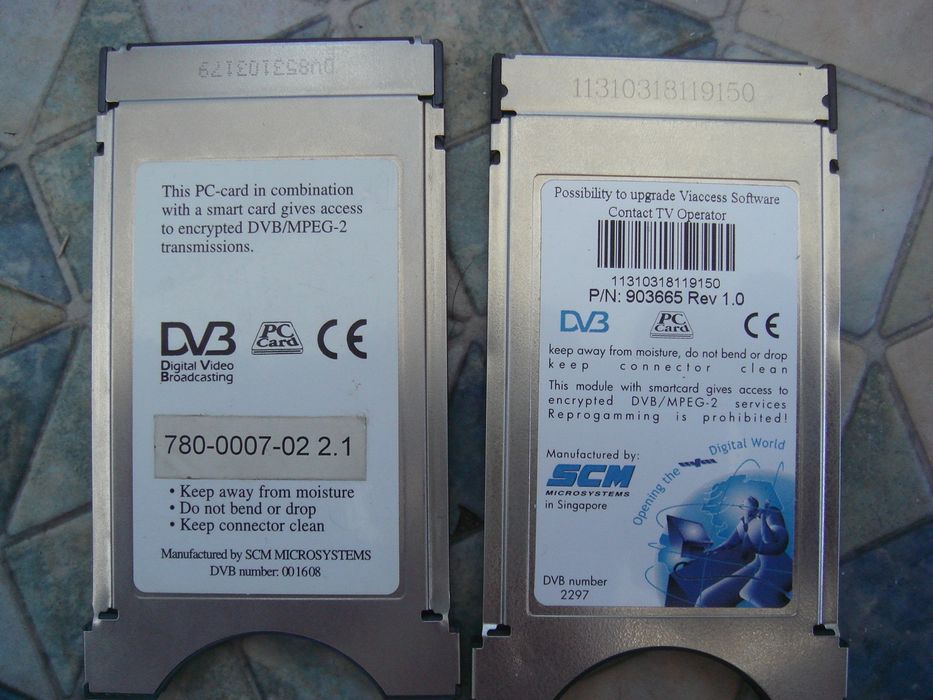 DV853103179
This PC-card in combination
with a smart card gives access
to encrypted DVB/MPEG-2
transmissions.
DVB
Digital Video
Broadcasting
PC
Card
CE
780-0007-02 2.1
• Keep away from moisture
• Do not bend or drop
• Keep connector clean
Manufactured by SCM MICROSYSTEMS
DVB number: 001608
11310318119150
Possibility to upgrade Viaccess Software
Contact TV Operator
11310318119150
P/N: 903665 Rev 1.0
DVB
PC
Card
CE
keep away from moisture, do not bend or drop
keep connector clean
This module with smartcard gives access to
encrypted DVB/MPEG-2 services
Reprogamming is prohibited!
Manufactured by:
SCM
MICROSYSTEMS
in Singapore
Opening the
Digital World
DVB number
2297